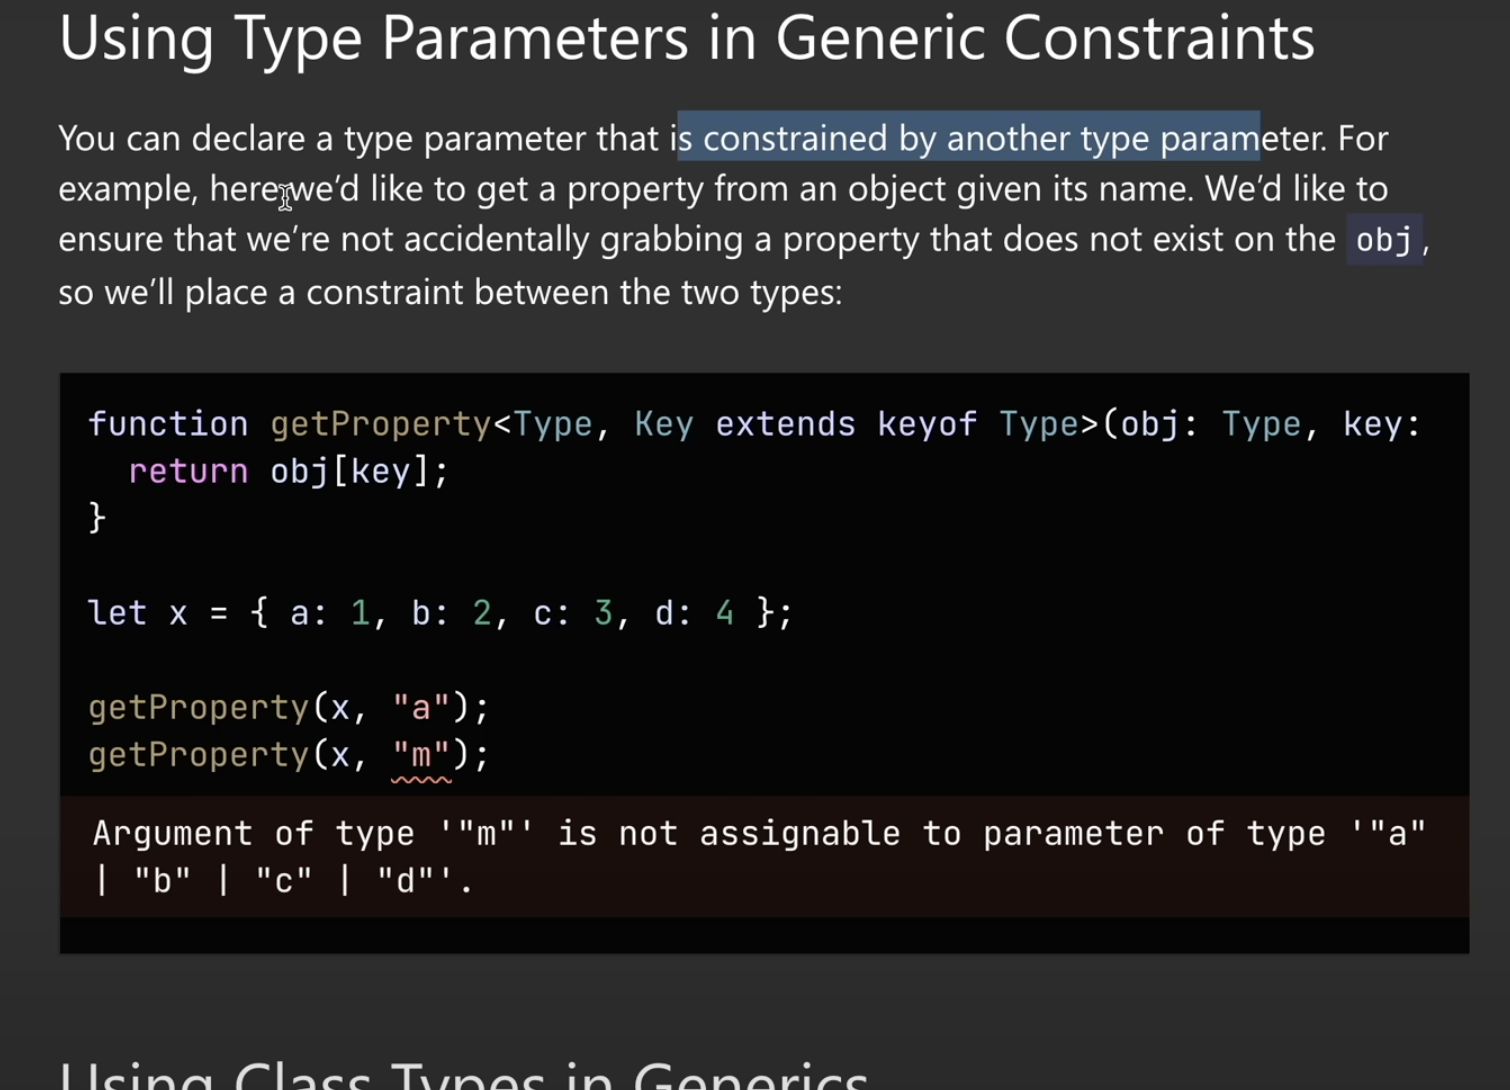 Using Type Parameters in Generic Constraints
You can declare a type parameter that is constrained by another type parameter. For
example, here we’d like to get a property from an object given its name. We’d like to
ensure that we’re not accidentally grabbing a property that does not exist on the obj,
so we’ll place a constraint between the two types:
function getProperty<Type, Key extends keyof Type>(obj: Type, key:
  return obj[key];
}
let x = { a: 1, b: 2, c: 3, d: 4 };
getProperty(x, "a");
getProperty(x, "m");
Argument of type '"m"' is not assignable to parameter of type '"a"
| "b" | "c" | "d"'.
Using Class Types in Generics